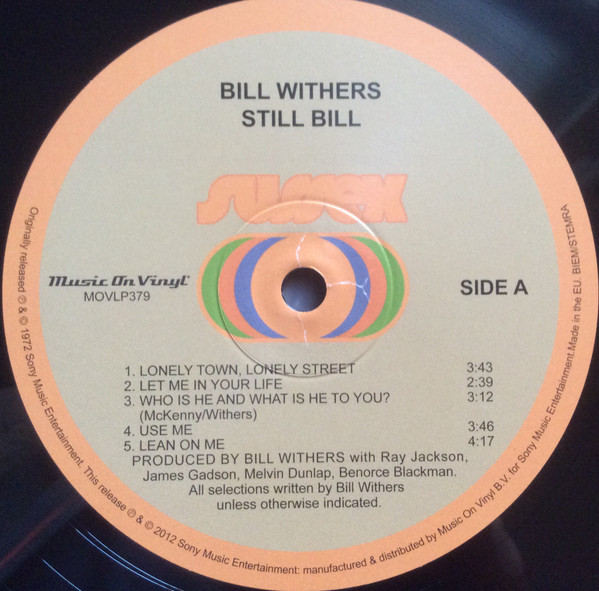 BILL WITHERS
STILL BILL
sussex
Music On Vinyl
MOVLP379
SIDE A
1. LONELY TOWN, LONELY STREET 3:43
2. LET ME IN YOUR LIFE 2:39
3. WHO IS HE AND WHAT IS HE TO YOU? 3:12
(McKenny/Withers)
4. USE ME 3:46
5. LEAN ON ME 4:17
PRODUCED BY BILL WITHERS with Ray Jackson,
James Gadson, Melvin Dunlap, Benorce Blackman.
All selections written by Bill Withers
unless otherwise indicated.
Originally released ℗ & © 1972 Sony Music Entertainment. This release ℗ & © 2012 Sony Music Entertainment: manufactured & distributed by Music On Vinyl B.V. for Sony Music Entertainment.Made in the EU. BIEM/STEMRA